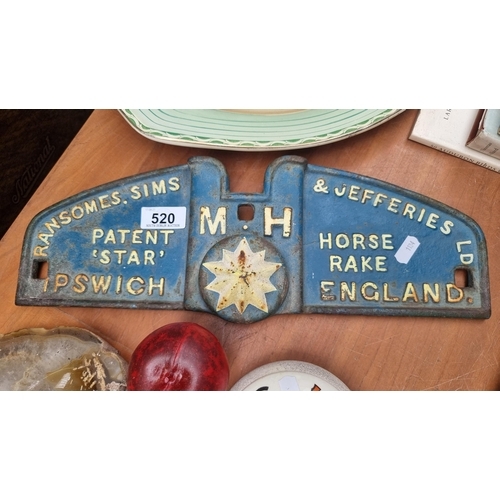 RANSOMES, SIMS
& JEFFERIES LD
M.H
PATENT
'STAR'
IPSWICH
HORSE
RAKE
ENGLAND.
520